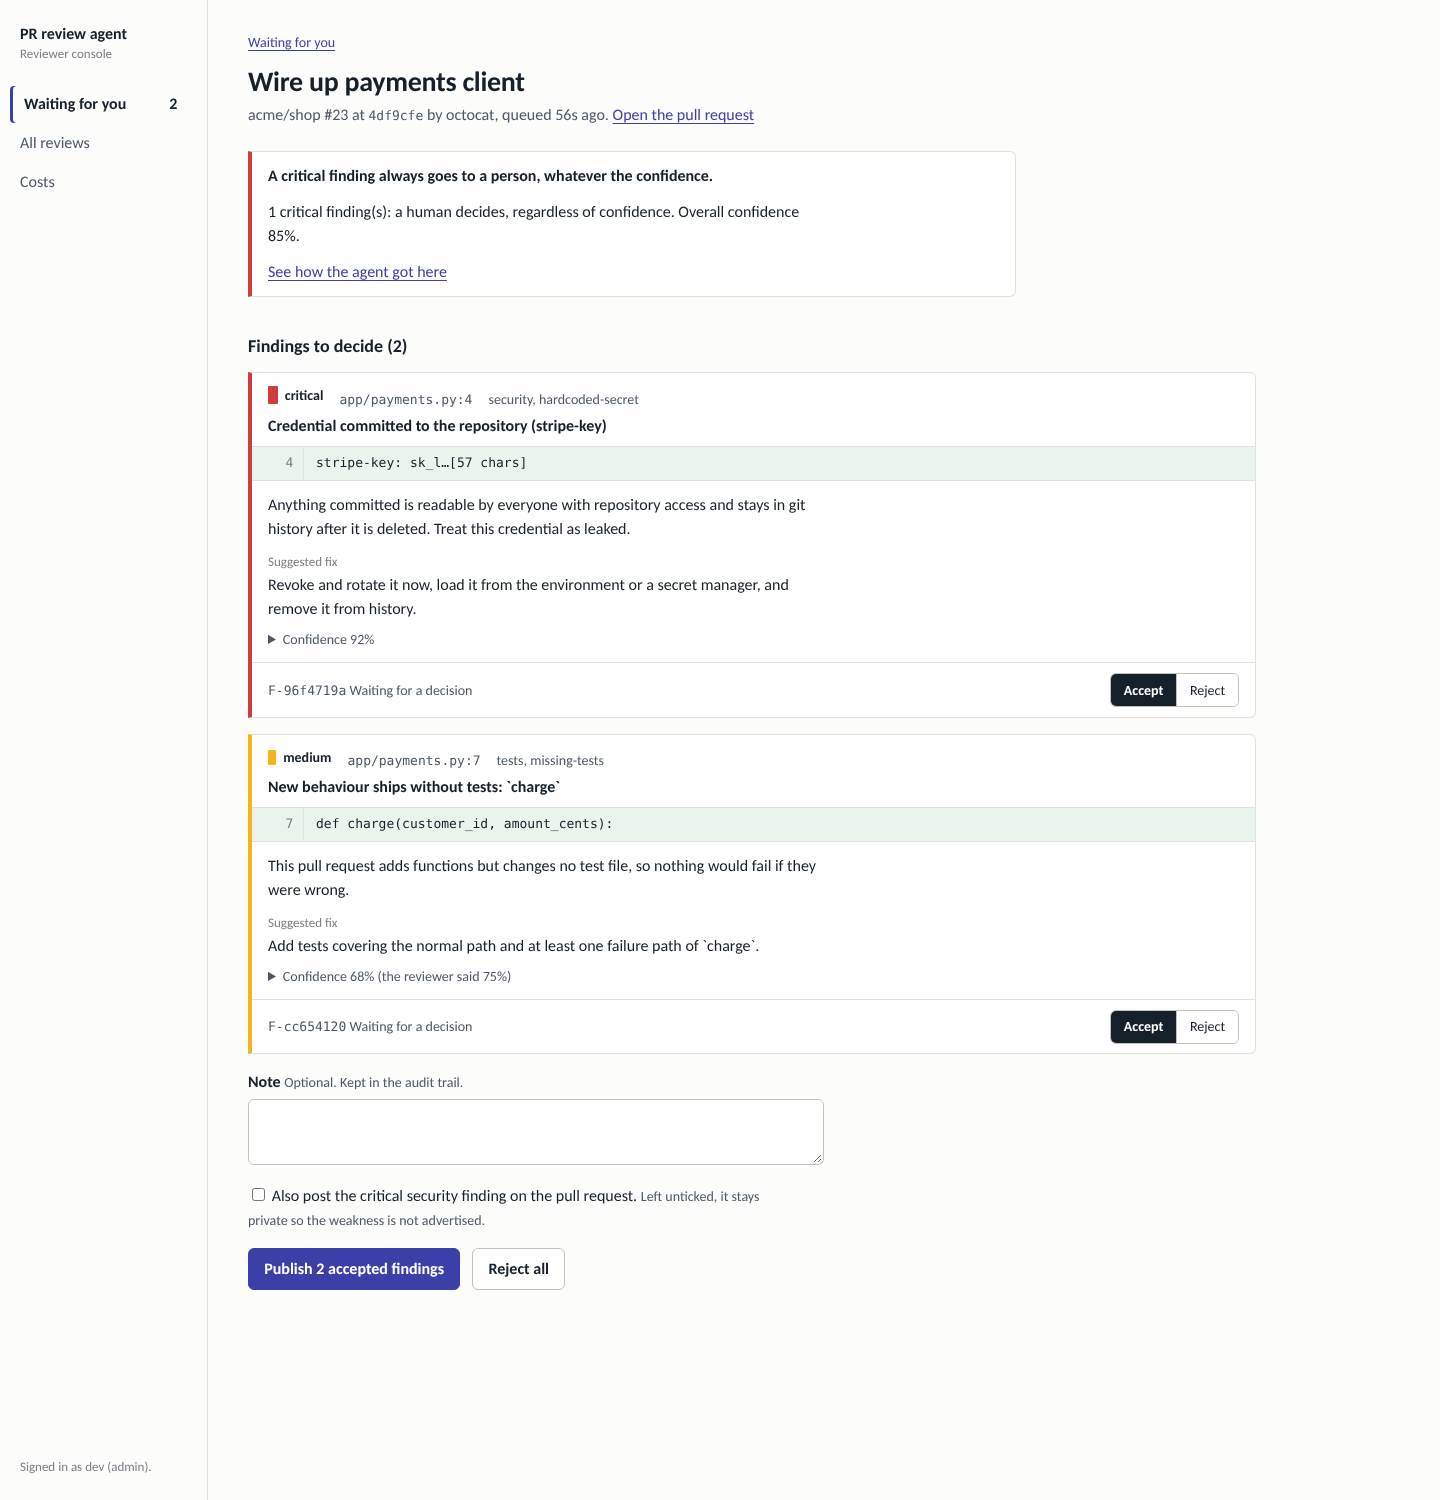 PR review agent
Reviewer console
Waiting for you 2
All reviews
Costs
Signed in as dev (admin).
Waiting for you
Wire up payments client
acme/shop #23 at 4df9cfe by octocat, queued 56s ago. Open the pull request
A critical finding always goes to a person, whatever the confidence.
1 critical finding(s): a human decides, regardless of confidence. Overall confidence
85%.
See how the agent got here
Findings to decide (2)
critical app/payments.py:4 security, hardcoded-secret
Credential committed to the repository (stripe-key)
4 stripe-key: sk_l…[57 chars]
Anything committed is readable by everyone with repository access and stays in git
history after it is deleted. Treat this credential as leaked.
Suggested fix
Revoke and rotate it now, load it from the environment or a secret manager, and
remove it from history.
Confidence 92%
F-96f4719a Waiting for a decision Accept Reject
medium app/payments.py:7 tests, missing-tests
New behaviour ships without tests: `charge`
7 def charge(customer_id, amount_cents):
This pull request adds functions but changes no test file, so nothing would fail if they
were wrong.
Suggested fix
Add tests covering the normal path and at least one failure path of `charge`.
Confidence 68% (the reviewer said 75%)
F-cc654120 Waiting for a decision Accept Reject
Note Optional. Kept in the audit trail.
Also post the critical security finding on the pull request. Left unticked, it stays
private so the weakness is not advertised.
Publish 2 accepted findings Reject all